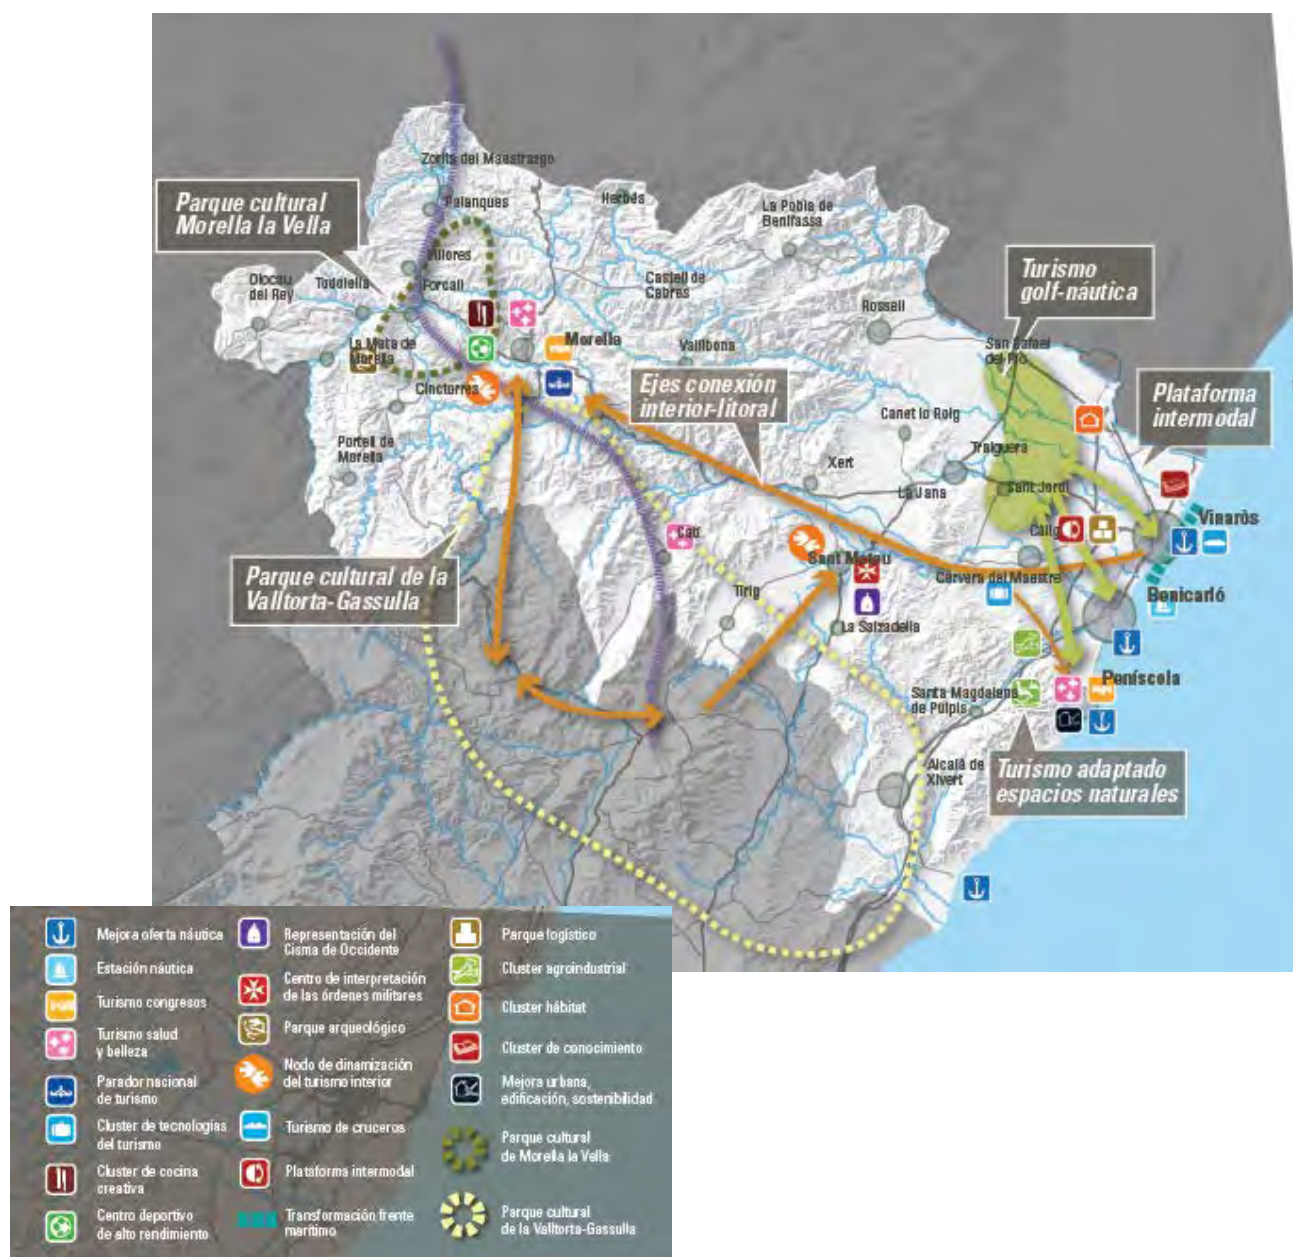 Zorita del Maestrazgo
Parque cultural
Morella la Vella
Palanques
Herbés
La Pobla de
Benifassa
Villores
Olocau
del Rey
Todolella
Forcall
Castell de
Cabres
Turismo
golf-náutica
Rossell
La Mata de
Morella
Morella
Vallibona
San Rafael
del Río
Cinctorres
Ejes conexión
interior-litoral
Plataforma
intermodal
Canet lo Roig
Portell de
Morella
Xert
Traiguera
La Jana
Sant Jordi
Vinaròs
Catí
Càlig
Sant Mateu
Parque cultural de la
Valltorta-Gassulla
Cervera del Maestre
Tírig
Benicarló
La Salzadella
Peníscola
Santa Magdalena
de Pulpis
Alcalà de
Xivert
Turismo adaptado
espacios naturales
Mejora oferta náutica
Estación náutica
Turismo congresos
Turismo salud
y belleza
Parador nacional
de turismo
Cluster de tecnologías
del turismo
Cluster de cocina
creativa
Centro deportivo
de alto rendimiento
Representación del
Cisma de Occidente
Centro de interpretación
de las órdenes militares
Parque arqueológico
Nodo de dinamización
del turismo interior
Turismo de cruceros
Plataforma intermodal
Transformación frente
marítimo
Parque logístico
Cluster agroindustrial
Cluster hábitat
Cluster de conocimiento
Mejora urbana,
edificación, sostenibilidad
Parque cultural
de Morella la Vella
Parque cultural
de la Valltorta-Gassulla